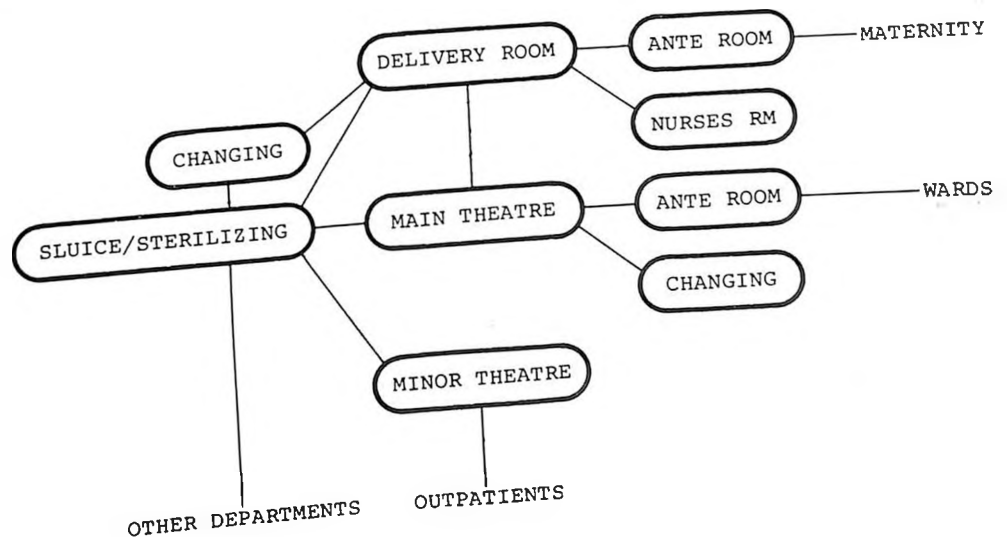 DELIVERY ROOM
ANTE ROOM
MATERNITY
NURSES RM
CHANGING
SLUICE/STERILIZING
MAIN THEATRE
ANTE ROOM
WARDS
CHANGING
MINOR THEATRE
OTHER DEPARTMENTS
OUTPATIENTS